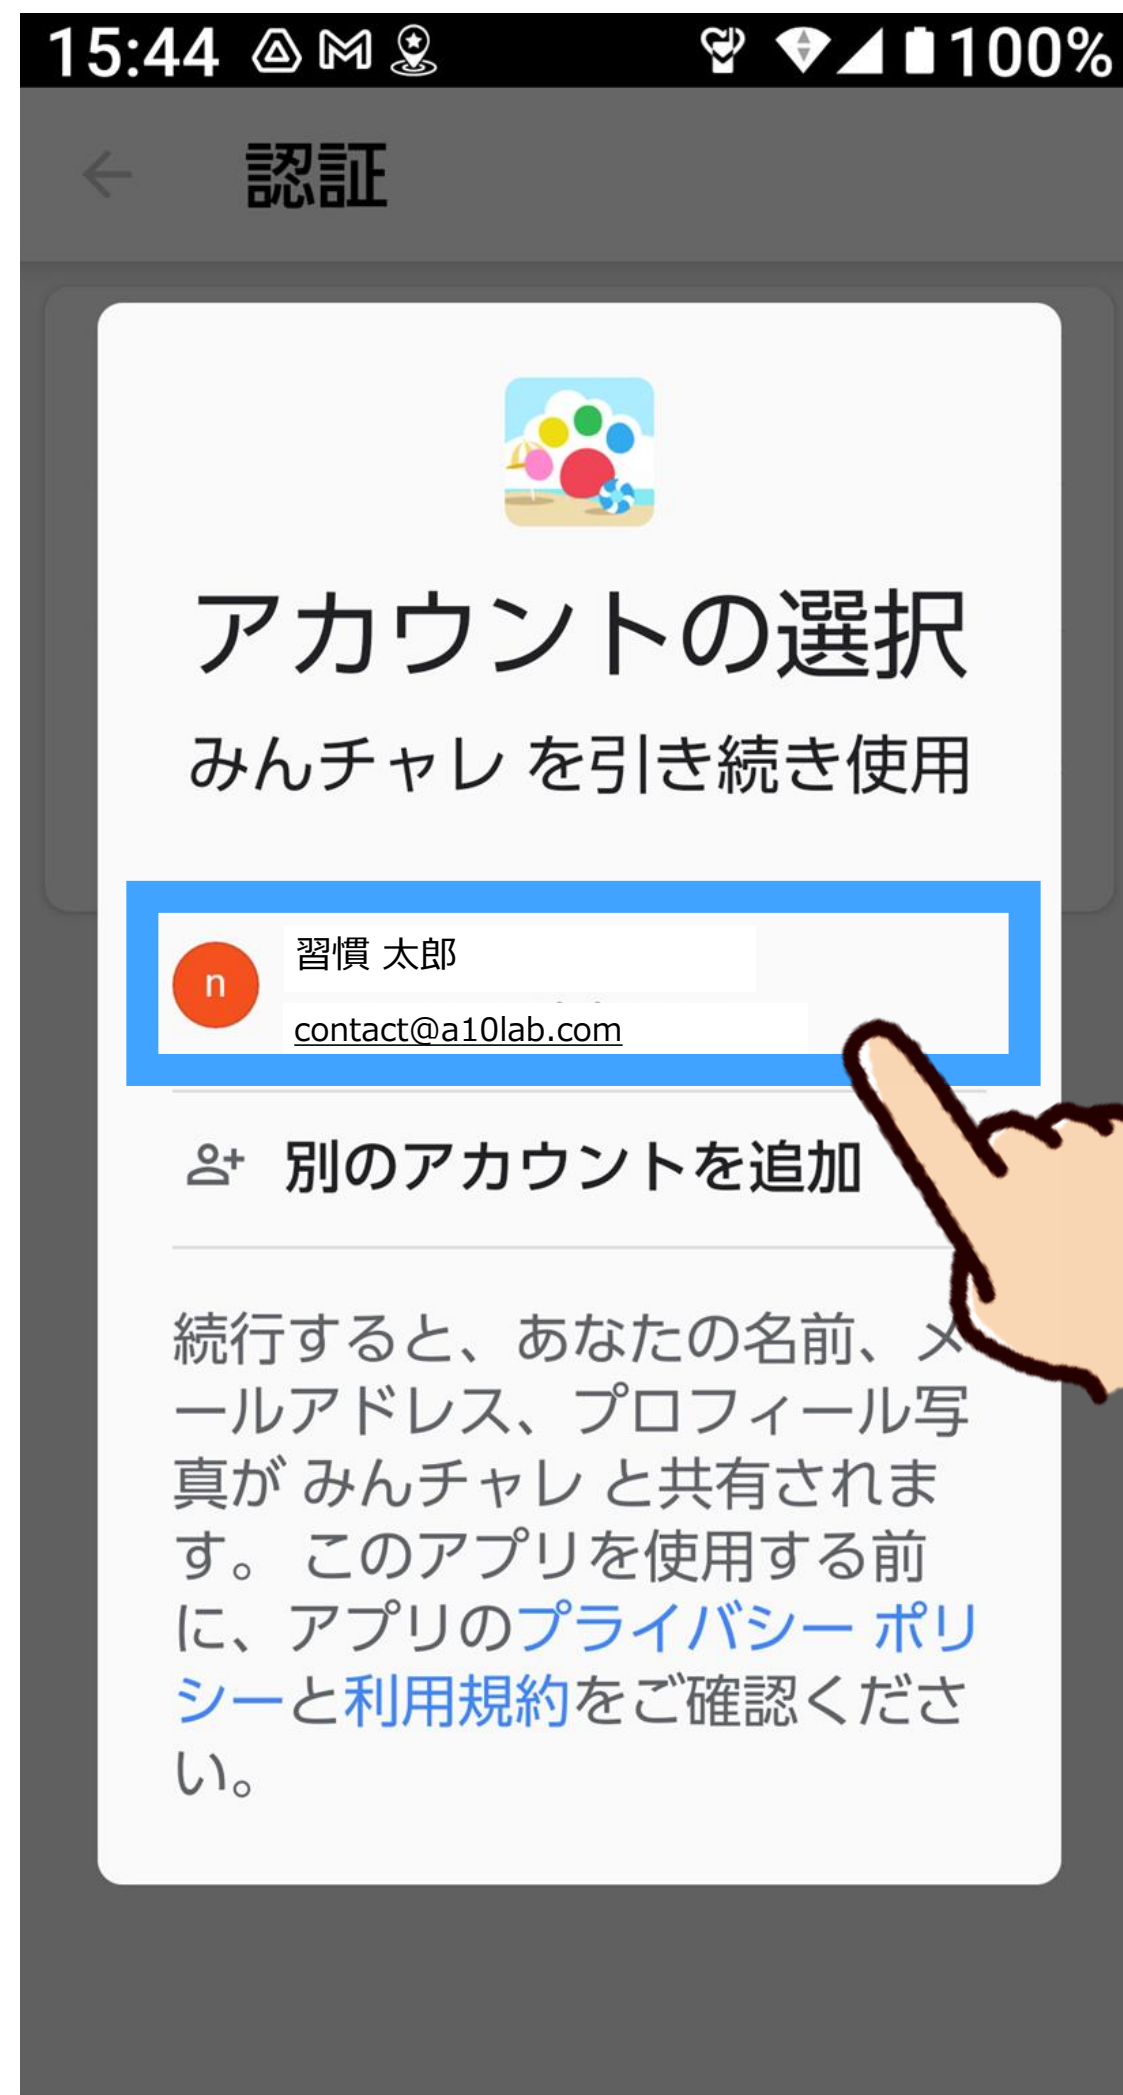 15:44 100%
認証
アカウントの選択
みんチャレ を引き続き使用
n
習慣 太郎
contact@a10lab.com
別のアカウントを追加
続行すると、あなたの名前、メ
ールアドレス、プロフィール写
真が みんチャレ と共有されま
す。 このアプリを使用する前
に、アプリのプライバシー ポリ
シーと利用規約をご確認くださ
い。